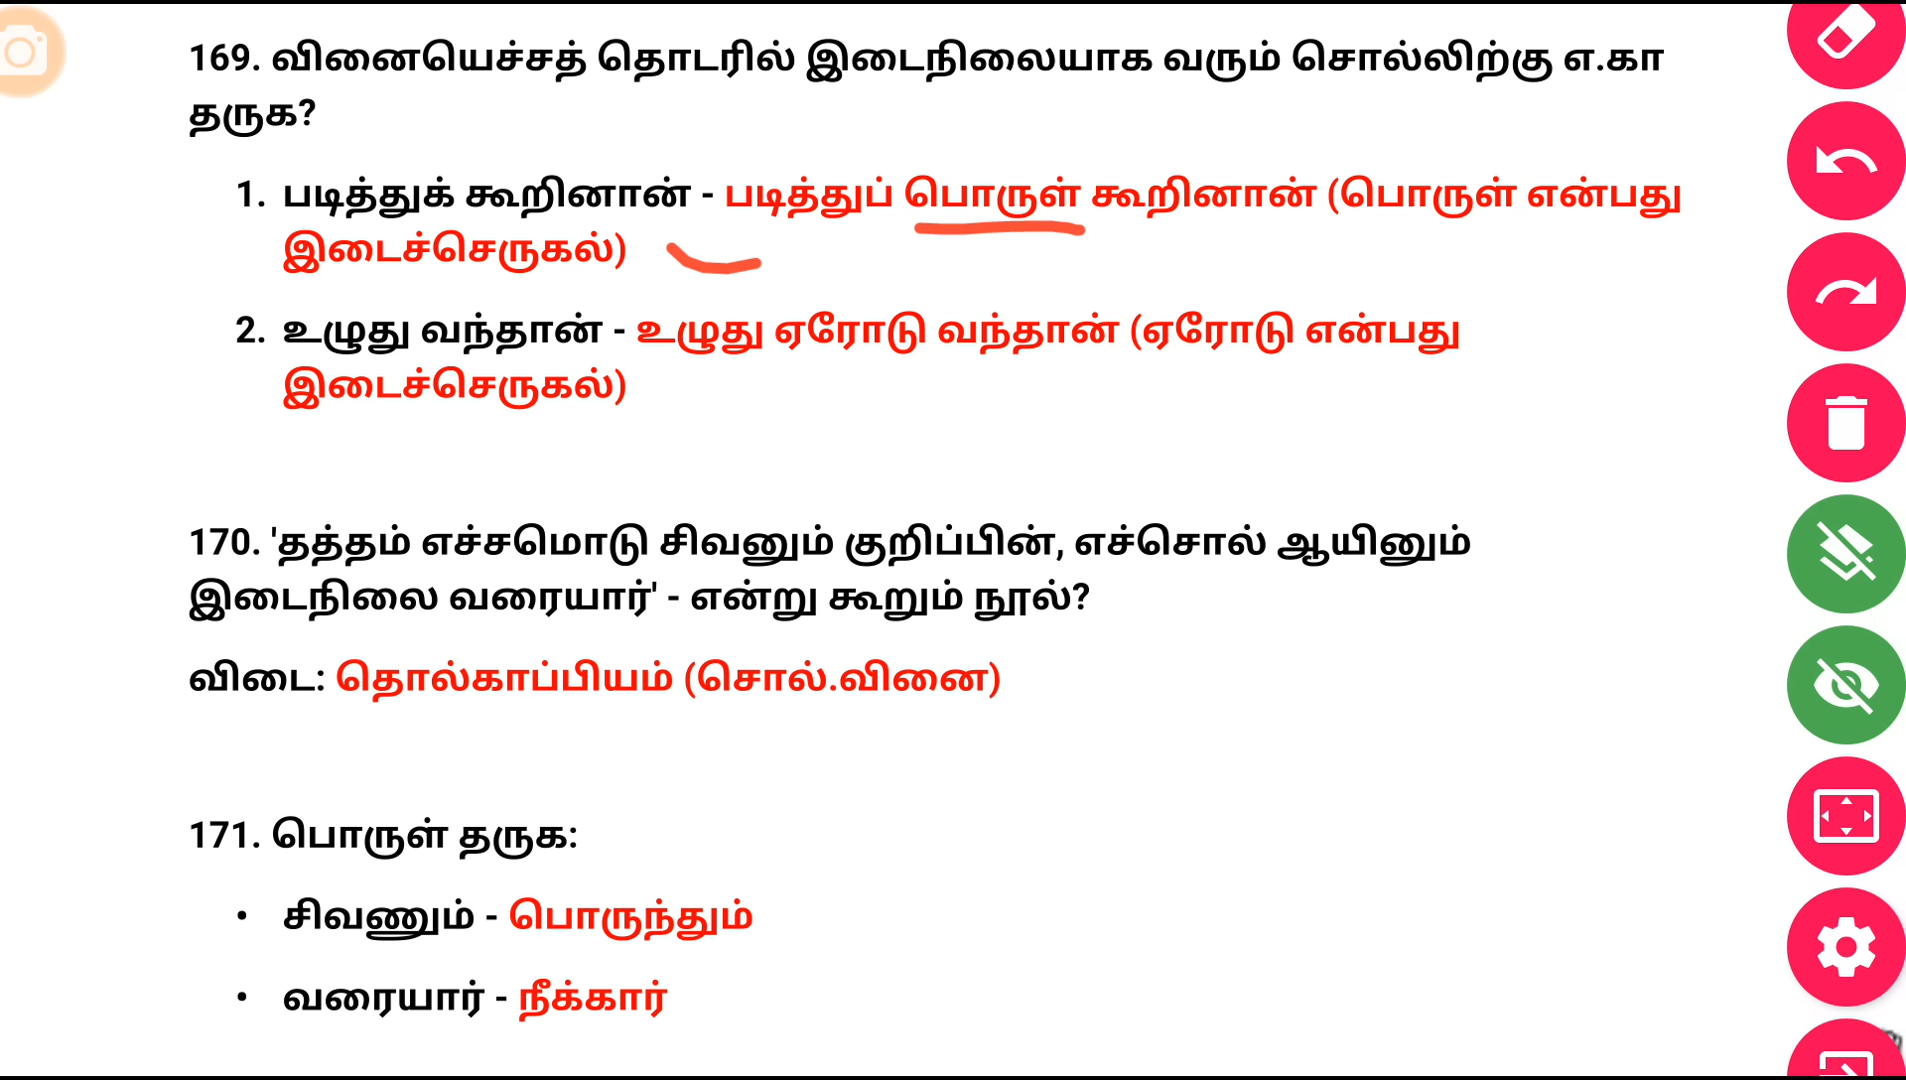 169. வினையெச்சத் தொடரில் இடைநிலையாக வரும் சொல்லிற்கு எ.கா
தருக?
1. படித்துக் கூறினான் - படித்துப் பொருள் கூறினான் (பொருள் என்பது
இடைச்செருகல்)
2. உழுது வந்தான் - உழுது ஏரோடு வந்தான் (ஏரோடு என்பது
இடைச்செருகல்)
170. 'தத்தம் எச்சமொடு சிவனும் குறிப்பின், எச்சொல் ஆயினும்
இடைநிலை வரையார்' - என்று கூறும் நூல்?
விடை: தொல்காப்பியம் (சொல்.வினை)
171. பொருள் தருக:
• சிவணும் - பொருந்தும்
• வரையார் - நீக்கார்